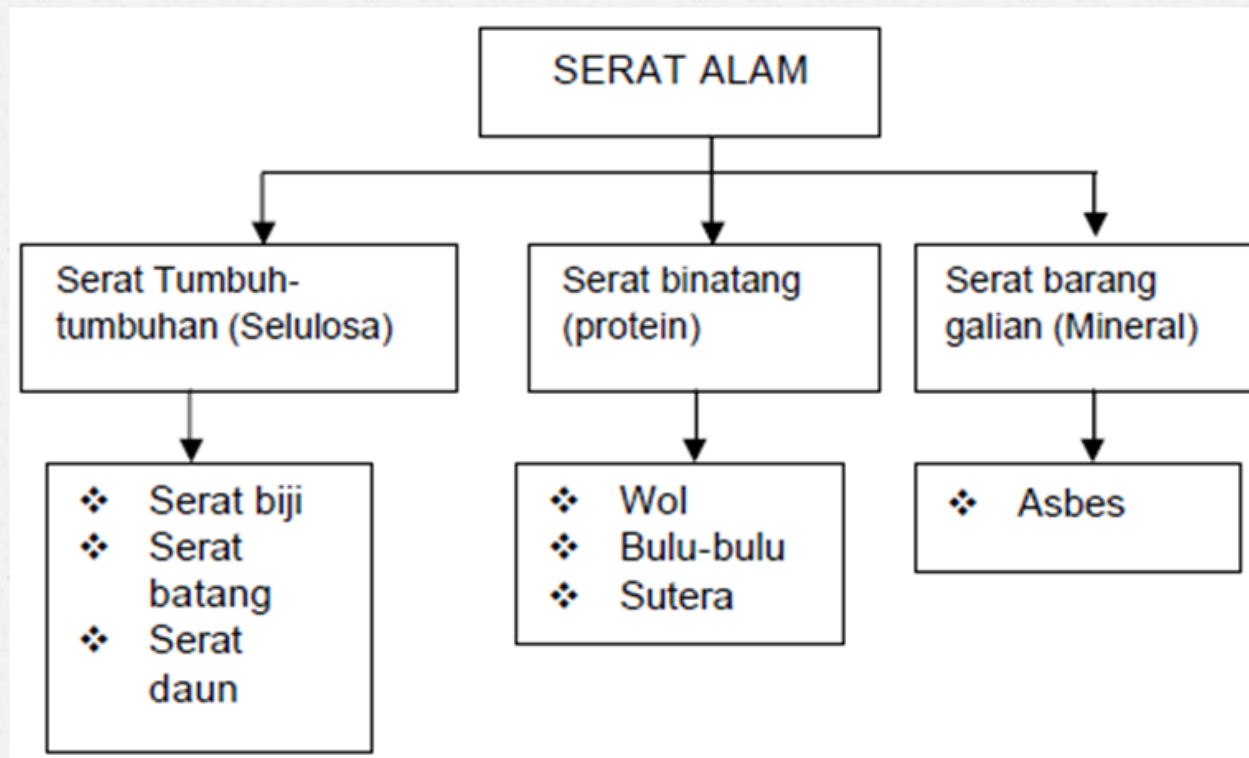 SERAT ALAM
Serat Tumbuh-
tumbuhan (Selulosa)
Serat binatang
(protein)
Serat barang
galian (Mineral)
❖ Serat biji
❖ Serat
batang
❖ Serat
daun
❖ Wol
❖ Bulu-bulu
❖ Sutera
❖ Asbes